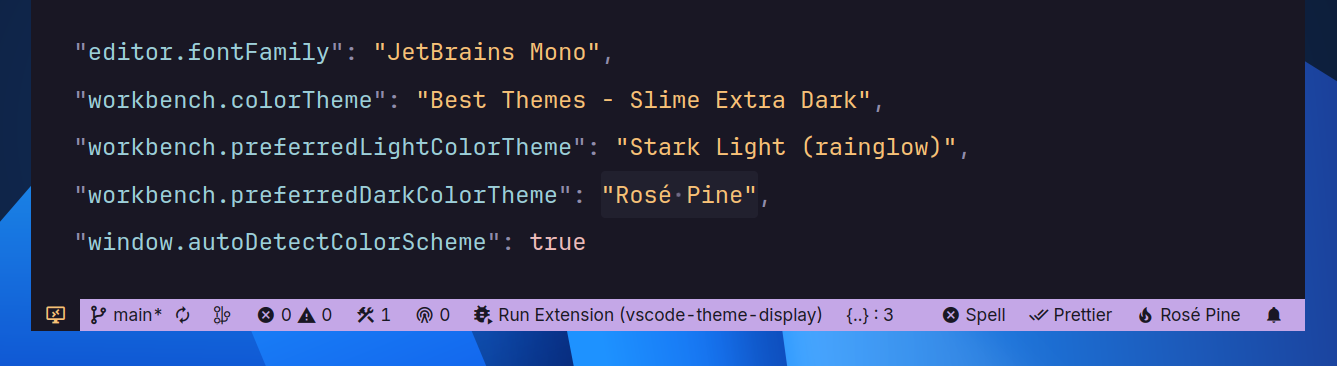 "editor.fontFamily": "JetBrains Mono",
"workbench.colorTheme": "Best Themes - Slime Extra Dark",
"workbench.preferredLightColorTheme": "Stark Light (rainglow)",
"workbench.preferredDarkColorTheme": "Rosé·Pine",
"window.autoDetectColorScheme": true
main* 0 0 1 0 Run Extension (vscode-theme-display) {..} : 3 Spell Prettier Rosé Pine